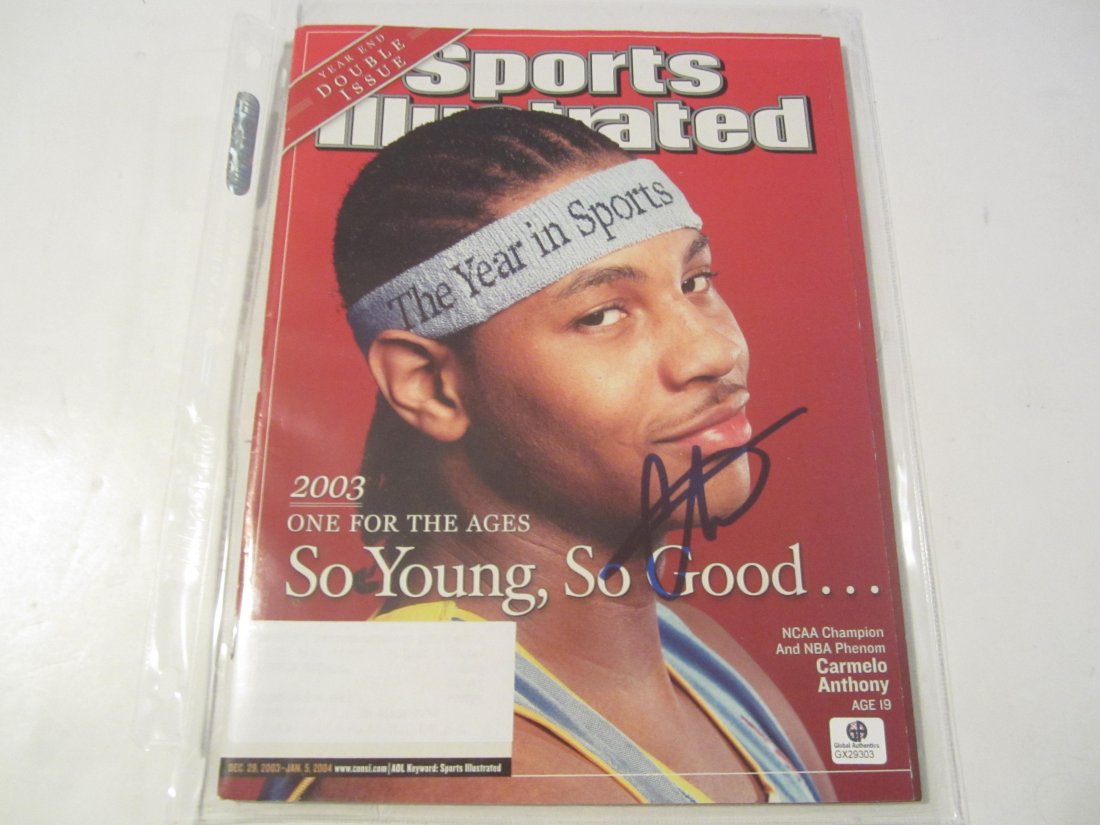 YEAR END
DOUBLE
ISSUE
Sports
Illustrated
The Year in Sports
2003
ONE FOR THE AGES
So Young, So Good...
NCAA Champion
And NBA Phenom
Carmelo
Anthony
AGE 19
GA
Global Authentics
GX29303
DEC. 29, 2003–JAN. 5, 2004 www.cnnsi.com | AOL Keyword: Sports Illustrated